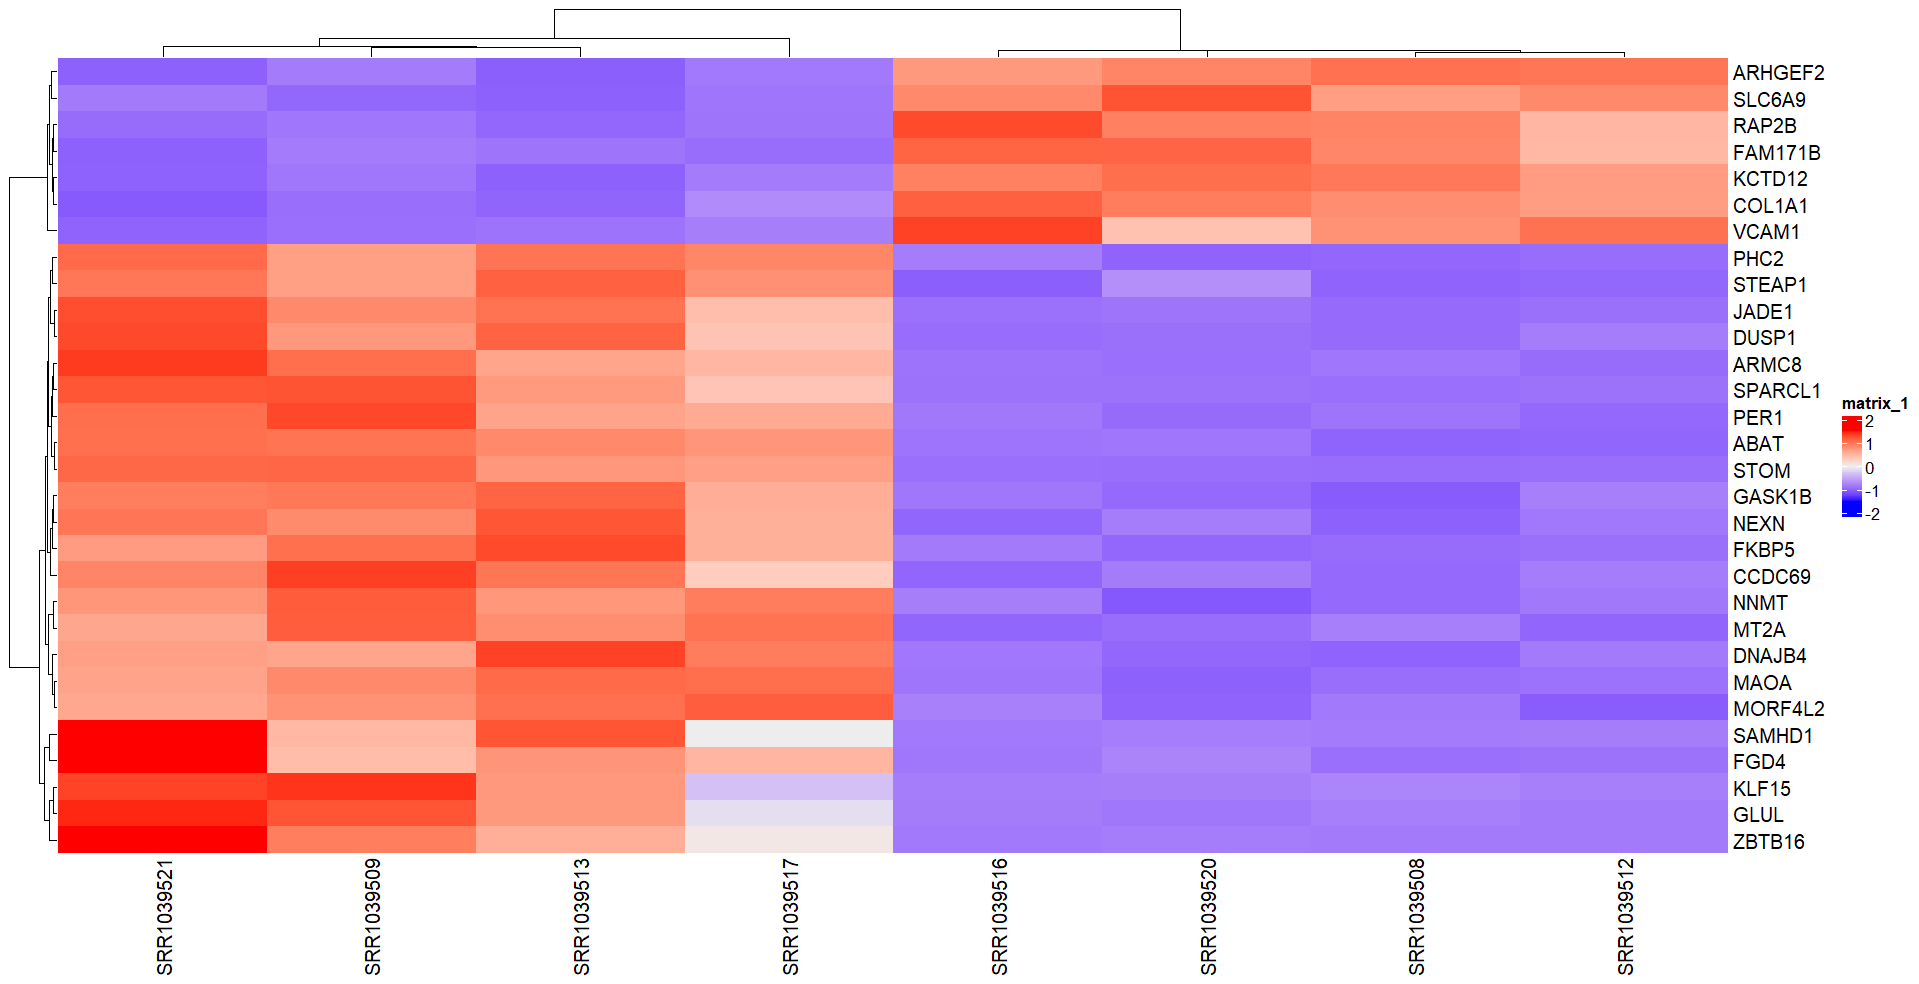 ARHGEF2
SLC6A9
RAP2B
FAM171B
KCTD12
COL1A1
VCAM1
PHC2
STEAP1
JADE1
DUSP1
ARMC8
SPARCL1
PER1
ABAT
STOM
GASK1B
NEXN
FKBP5
CCDC69
NNMT
MT2A
DNAJB4
MAOA
MORF4L2
SAMHD1
FGD4
KLF15
GLUL
ZBTB16
matrix_1
2
1
0
-1
-2
SRR1039521
SRR1039509
SRR1039513
SRR1039517
SRR1039516
SRR1039520
SRR1039508
SRR1039512